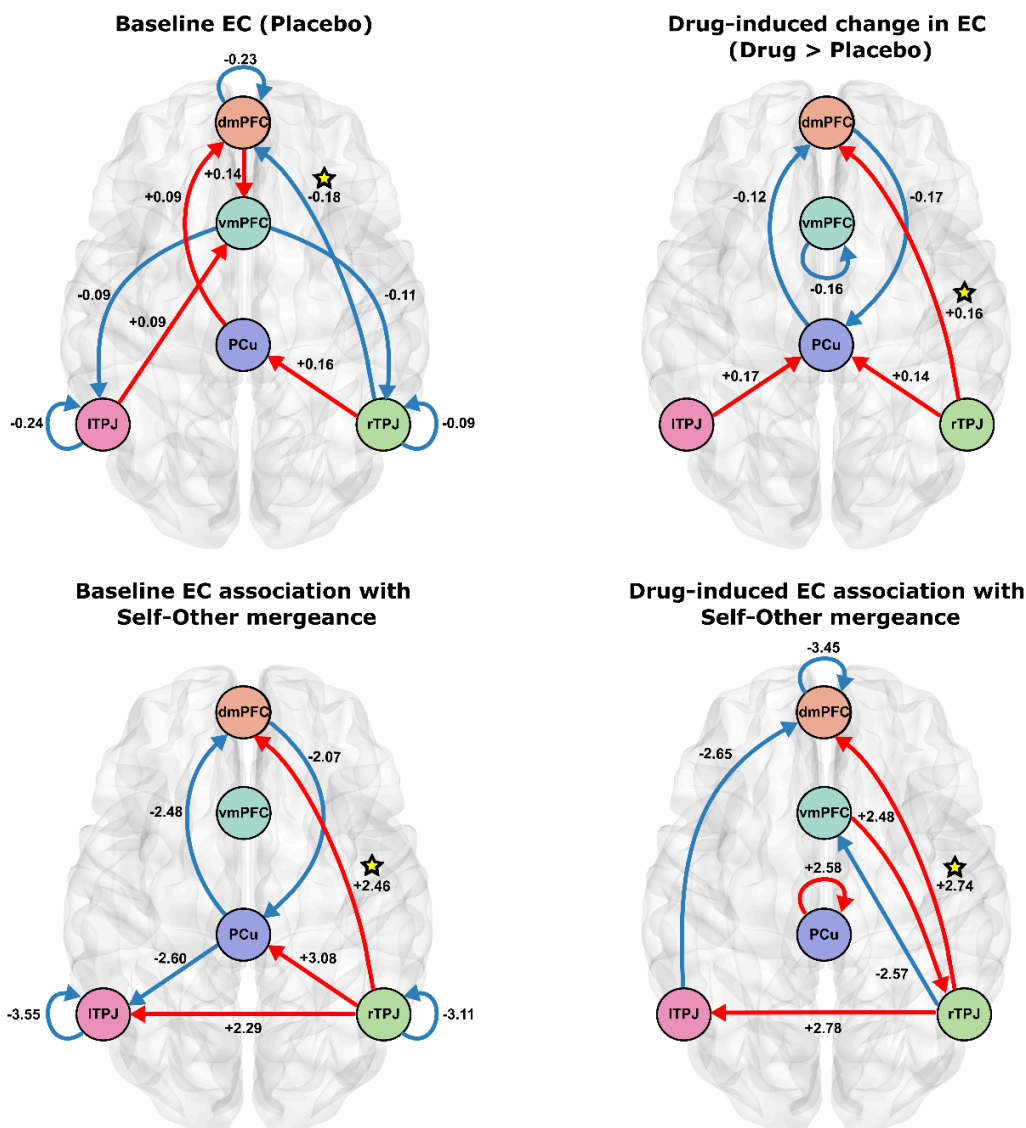 Baseline EC (Placebo)
-0.23
dmPFC
+0.14
+0.09
-0.18
vmPFC
-0.09
-0.11
+0.09
PCu
+0.16
lTPJ
rTPJ
-0.24
-0.09
Drug-induced change in EC
(Drug > Placebo)
dmPFC
-0.12
-0.17
vmPFC
-0.16
+0.16
PCu
+0.17
+0.14
lTPJ
rTPJ
Baseline EC association with
Self-Other mergeance
dmPFC
-2.07
-2.48
vmPFC
+2.46
PCu
-2.60
+3.08
lTPJ
rTPJ
-3.55
-3.11
+2.29
Drug-induced EC association with
Self-Other mergeance
-3.45
dmPFC
-2.65
vmPFC
+2.48
+2.58
+2.74
PCu
-2.57
lTPJ
rTPJ
+2.78